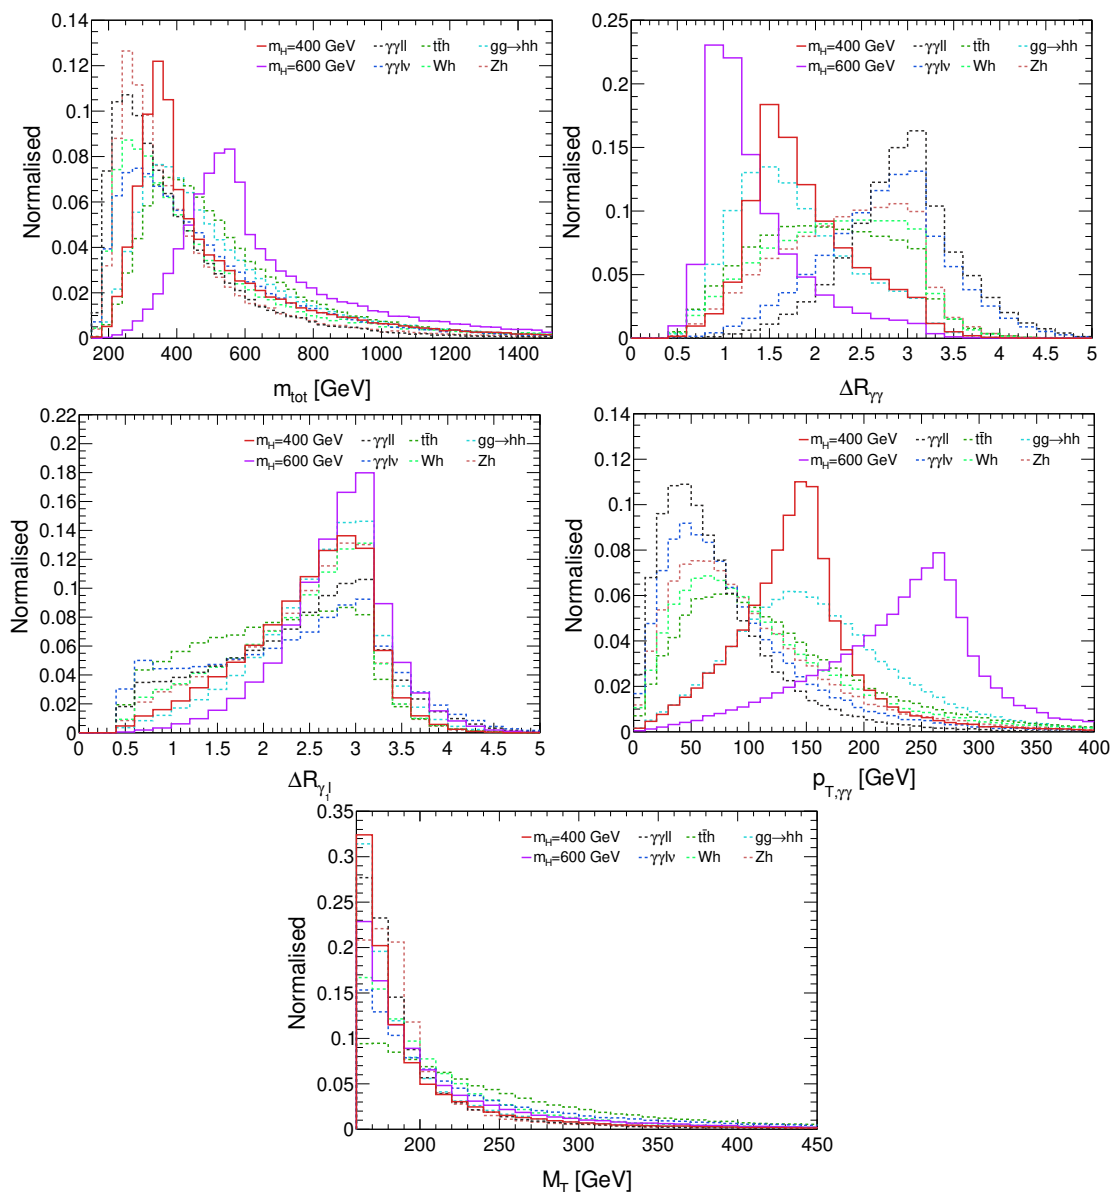 Normalised
0.14
0.12
0.1
0.08
0.06
0.04
0.02
0
m_H=400 GeV γγll tt̄h gg→hh
m_H=600 GeV γγlν Wh Zh
200 400 600 800 1000 1200 1400
m_tot [GeV]
Normalised
0.25
0.2
0.15
0.1
0.05
0
m_H=400 GeV γγll tt̄h gg→hh
m_H=600 GeV γγlν Wh Zh
0 0.5 1 1.5 2 2.5 3 3.5 4 4.5 5
ΔR_γγ
Normalised
0.22
0.2
0.18
0.16
0.14
0.12
0.1
0.08
0.06
0.04
0.02
0
m_H=400 GeV γγll tt̄h gg→hh
m_H=600 GeV γγlν Wh Zh
0 0.5 1 1.5 2 2.5 3 3.5 4 4.5 5
ΔR_γ₁l
Normalised
0.14
0.12
0.1
0.08
0.06
0.04
0.02
0
m_H=400 GeV γγll tt̄h gg→hh
m_H=600 GeV γγlν Wh Zh
0 50 100 150 200 250 300 350 400
p_T,γγ [GeV]
Normalised
0.35
0.3
0.25
0.2
0.15
0.1
0.05
0
m_H=400 GeV γγll tt̄h gg→hh
m_H=600 GeV γγlν Wh Zh
200 250 300 350 400 450
M_T [GeV]